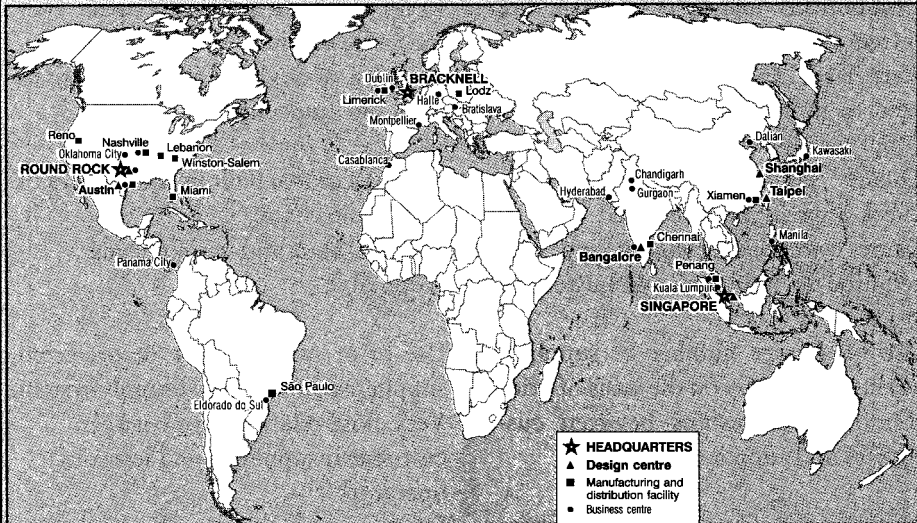 Dublin
BRACKNELL
Limerick
Halle
Lodz
Bratislava
Montpellier
Casablanca
Reno
Nashville
Lebanon
Oklahoma City
Winston-Salem
ROUND ROCK
Austin
Miami
Panama City
São Paulo
Eldorado do Sul
Dalian
Kawasaki
Shanghai
Chandigarh
Gurgaon
Hyderabad
Xiamen
Taipei
Chennai
Manila
Bangalore
Penang
Kuala Lumpur
SINGAPORE
HEADQUARTERS
Design centre
Manufacturing and
distribution facility
Business centre